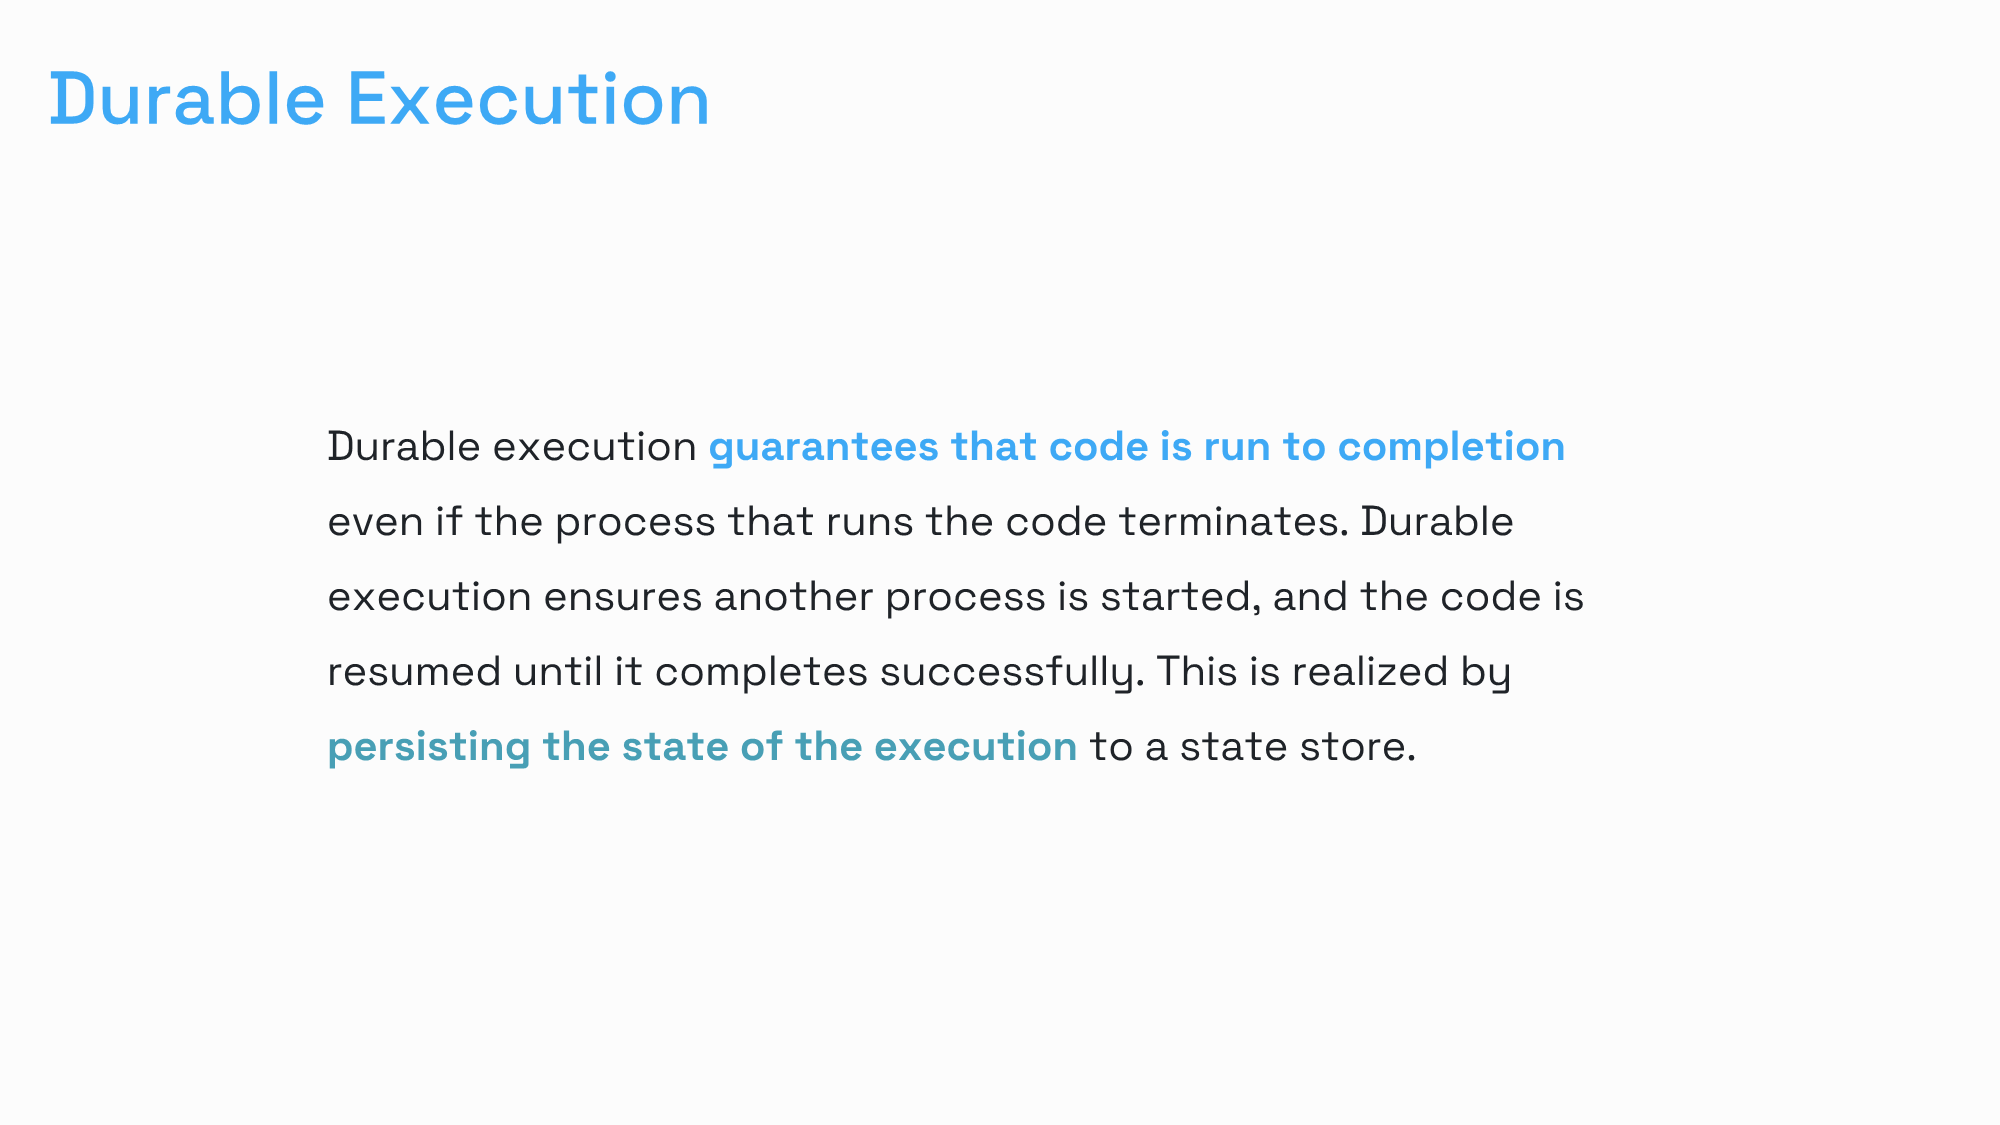 Durable Execution
Durable execution guarantees that code is run to completion
even if the process that runs the code terminates. Durable
execution ensures another process is started, and the code is
resumed until it completes successfully. This is realized by
persisting the state of the execution to a state store.